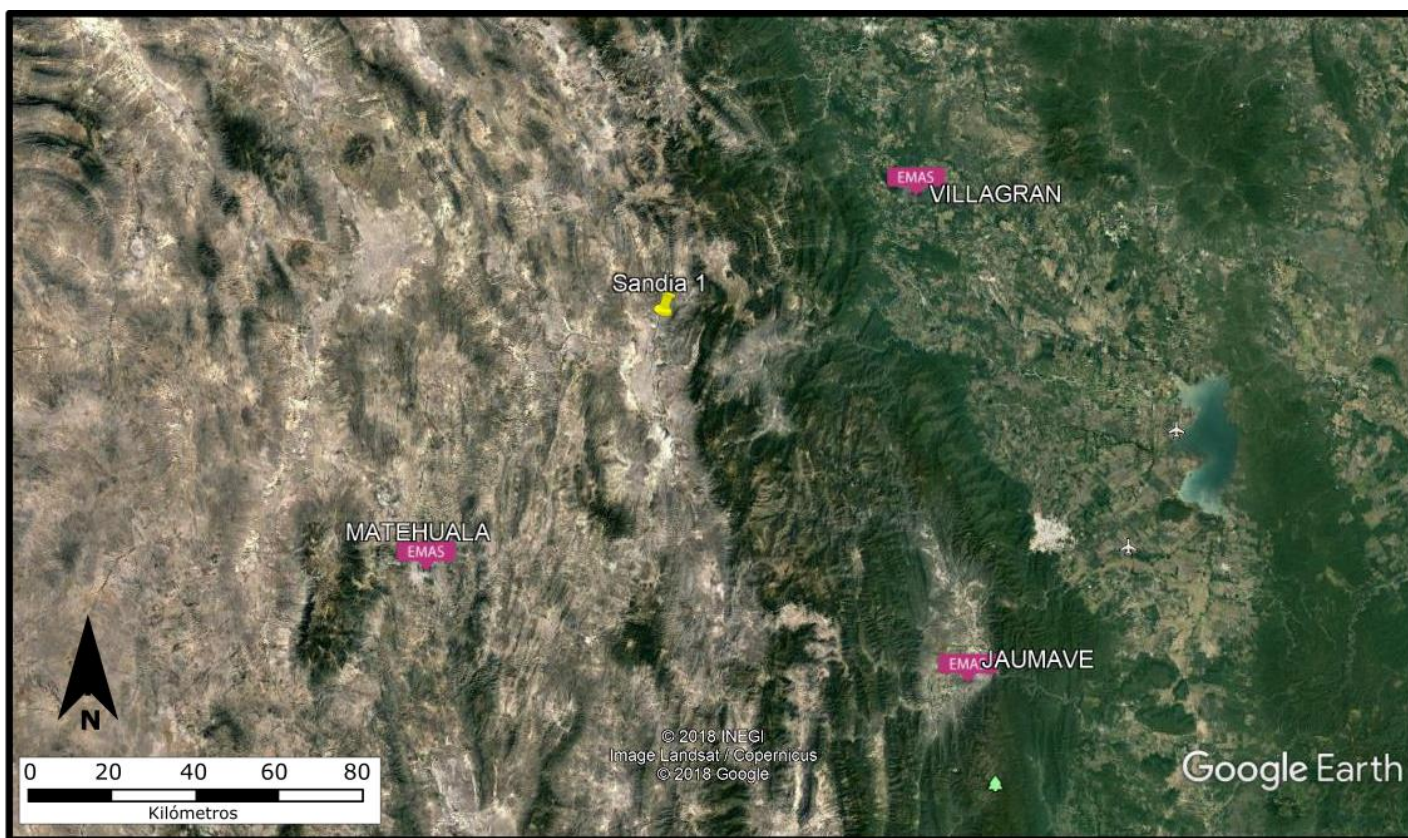 EMAS
VILLAGRAN
Sandia 1
MATEHUALA
EMAS
EMAS
JAUMAVE
N
0 20 40 60 80
Kilómetros
© 2018 INEGI
Image Landsat / Copernicus
© 2018 Google
Google Earth